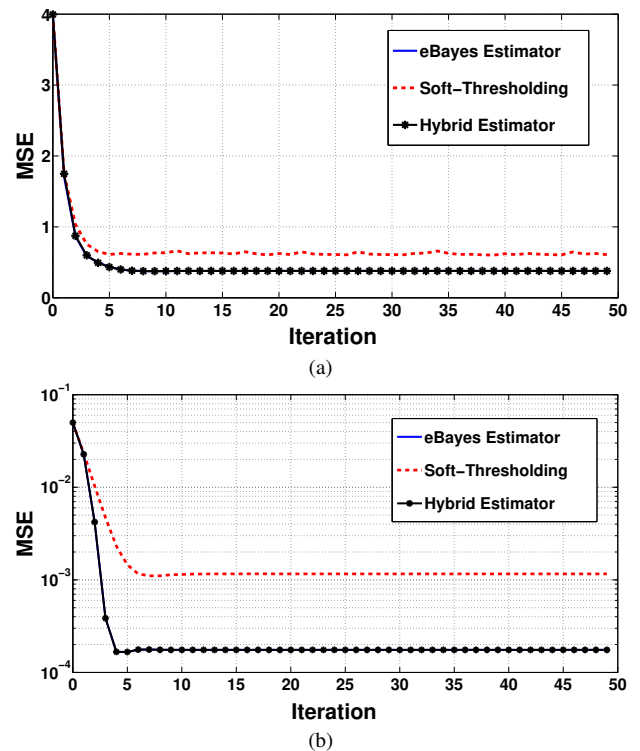 4
3
2
1
0
MSE
eBayes Estimator
Soft-Thresholding
Hybrid Estimator
0 5 10 15 20 25 30 35 40 45 50
Iteration
(a)
10^-1
10^-2
10^-3
10^-4
MSE
eBayes Estimator
Soft-Thresholding
Hybrid Estimator
0 5 10 15 20 25 30 35 40 45 50
Iteration
(b)